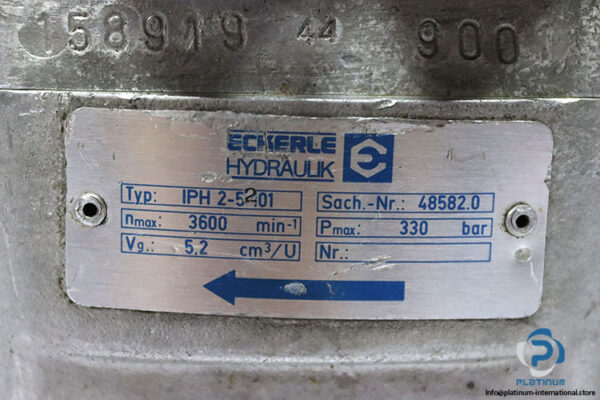 158919 44 9001
ECKERLE
HYDRAULIK
Typ: IPH 2-5201
Sach.-Nr.: 48582.0
nmax: 3600 min-1
Pmax: 330 bar
Vg.: 5,2 cm³/U
Nr.:
PLATINUM
info@platinum-international.store